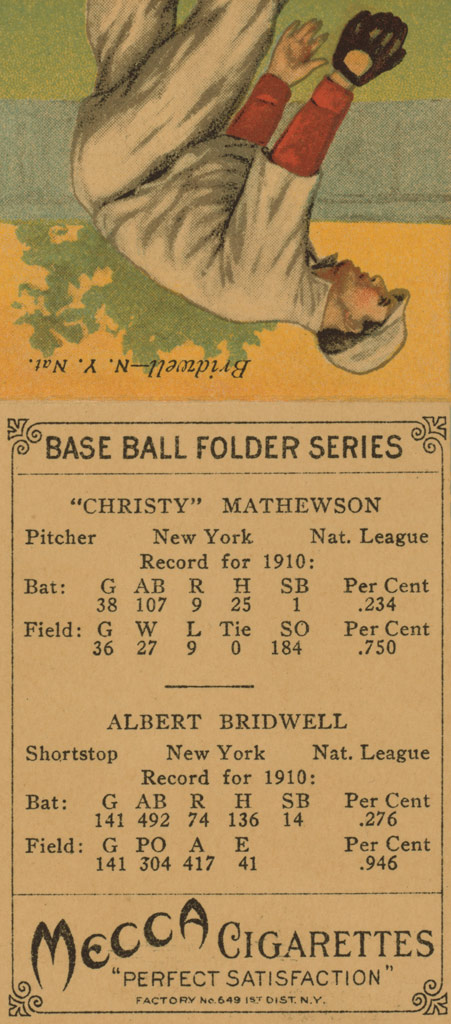 Bridwell—N. Y. Nat.
BASE BALL FOLDER SERIES
"CHRISTY" MATHEWSON
Pitcher New York Nat. League
Record for 1910:
Bat: G AB R H SB Per Cent
38 107 9 25 1 .234
Field: G W L Tie SO Per Cent
36 27 9 0 184 .750
ALBERT BRIDWELL
Shortstop New York Nat. League
Record for 1910:
Bat: G AB R H SB Per Cent
141 492 74 136 14 .276
Field: G PO A E Per Cent
141 304 417 41 .946
MECCA CIGARETTES
"PERFECT SATISFACTION"
FACTORY No. 649 1ST DIST. N.Y.